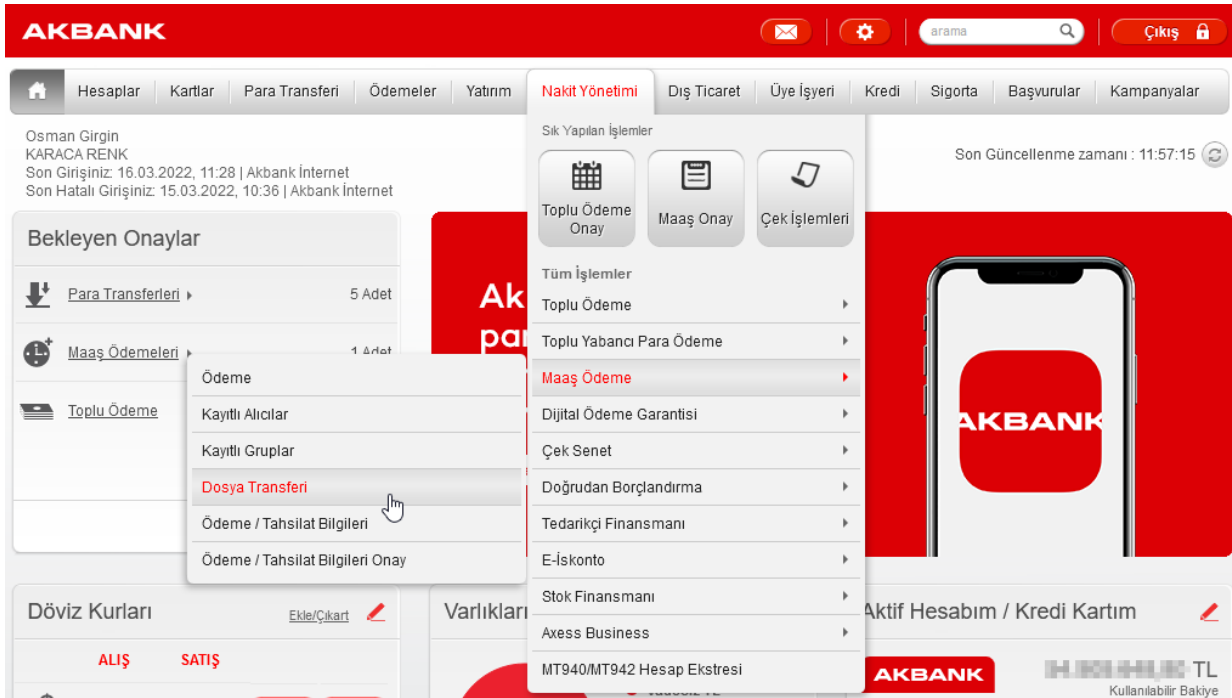 AKBANK
arama
Çıkış
Hesaplar
Kartlar
Para Transferi
Ödemeler
Yatırım
Nakit Yönetimi
Dış Ticaret
Üye İşyeri
Kredi
Sigorta
Başvurular
Kampanyalar
Osman Girgin
KARACA RENK
Son Girişiniz: 16.03.2022, 11:28 | Akbank İnternet
Son Hatalı Girişiniz: 15.03.2022, 10:36 | Akbank İnternet
Son Güncellenme zamanı : 11:57:15
Sık Yapılan İşlemler
Toplu Ödeme
Onay
Maaş Onay
Çek İşlemleri
Bekleyen Onaylar
Para Transferleri
5 Adet
Maaş Ödemeleri
1 Adet
Toplu Ödeme
Ödeme
Kayıtlı Alıcılar
Kayıtlı Gruplar
Dosya Transferi
Ödeme / Tahsilat Bilgileri
Ödeme / Tahsilat Bilgileri Onay
Ak
par
Tüm İşlemler
Toplu Ödeme
Toplu Yabancı Para Ödeme
Maaş Ödeme
Dijital Ödeme Garantisi
Çek Senet
Doğrudan Borçlandırma
Tedarikçi Finansmanı
E-İskonto
Stok Finansmanı
Axess Business
MT940/MT942 Hesap Ekstresi
AKBANK
Döviz Kurları
Ekle/Çıkart
ALIŞ
SATIŞ
Varlıkları
Vadesiz TL
Aktif Hesabım / Kredi Kartım
AKBANK
TL
Kullanılabilir Bakiye